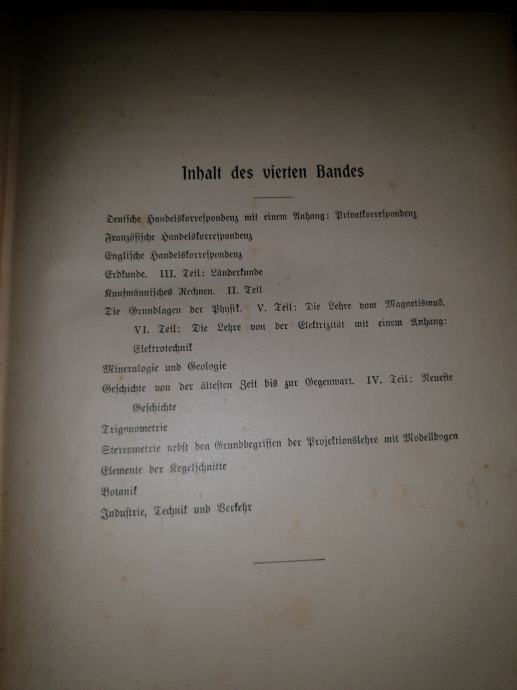 Inhalt des vierten Bandes
Deutsche Handelskorrespondenz mit einem Anhang: Privatkorrespondenz
Französische Handelskorrespondenz
Englische Handelskorrespondenz
Erdkunde. III. Teil: Länderkunde
Kaufmännisches Rechnen. II. Teil
Die Grundlagen der Physik. V. Teil: Die Lehre vom Magnetismus.
VI. Teil: Die Lehre von der Elektrizität mit einem Anhang:
Elektrotechnik
Mineralogie und Geologie
Geschichte von der ältesten Zeit bis zur Gegenwart. IV. Teil: Neueste
Geschichte
Trigonometrie
Stereometrie nebst den Grundbegriffen der Projektionslehre mit Modellbogen
Elemente der Kegelschnitte
Botanik
Industrie, Technik und Verkehr